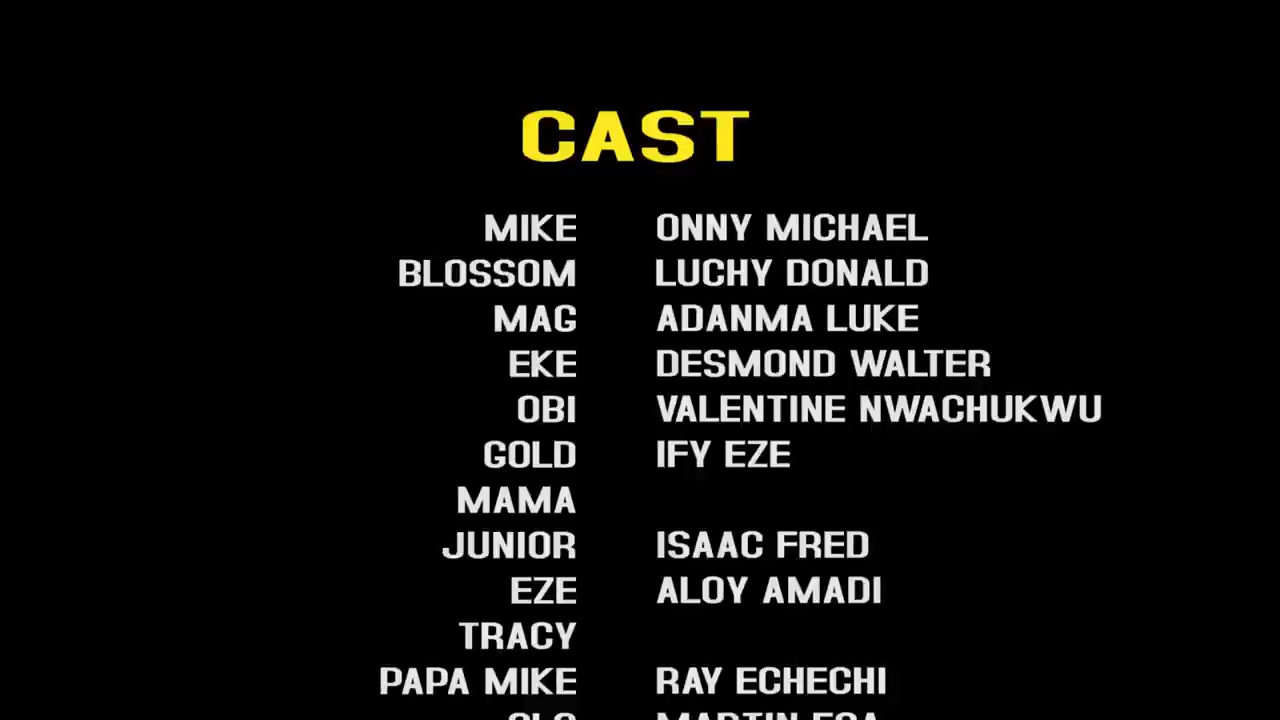 CAST
MIKE ONNY MICHAEL
BLOSSOM LUCHY DONALD
MAG ADANMA LUKE
EKE DESMOND WALTER
OBI VALENTINE NWACHUKWU
GOLD IFY EZE
MAMA
JUNIOR ISAAC FRED
EZE ALOY AMADI
TRACY
PAPA MIKE RAY ECHECHI
MARTIN